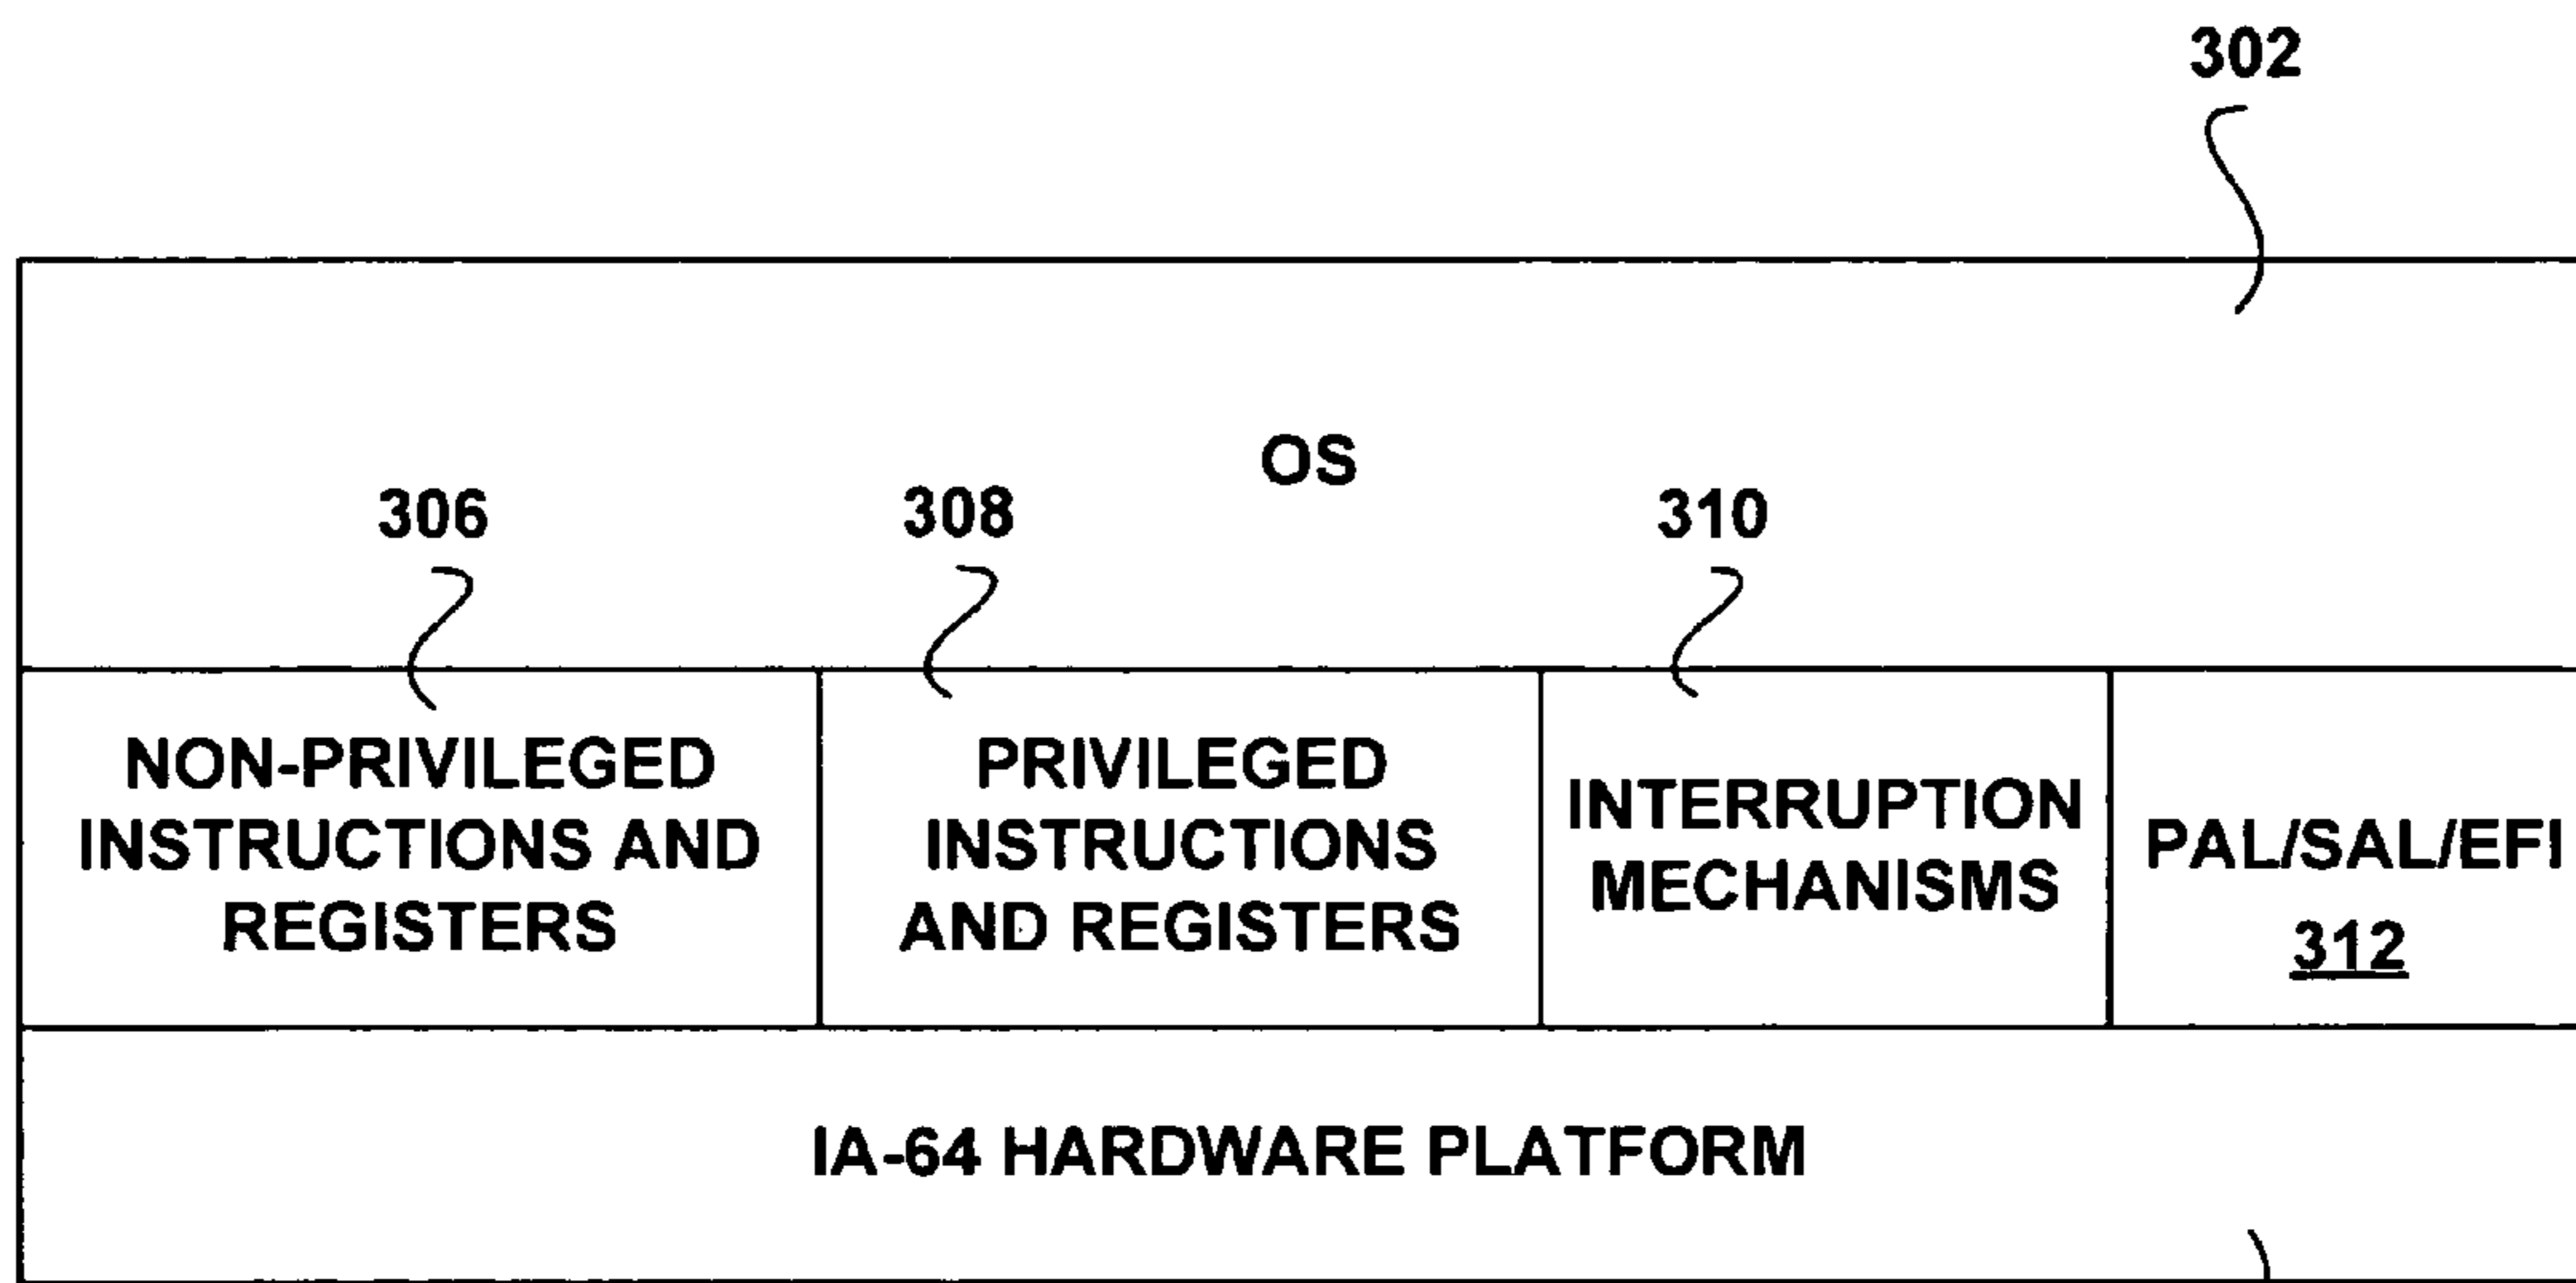 302
OS
306
308
310
NON-PRIVILEGED
INSTRUCTIONS AND
REGISTERS
PRIVILEGED
INSTRUCTIONS
AND REGISTERS
INTERRUPTION
MECHANISMS
PAL/SAL/EFI
312
IA-64 HARDWARE PLATFORM